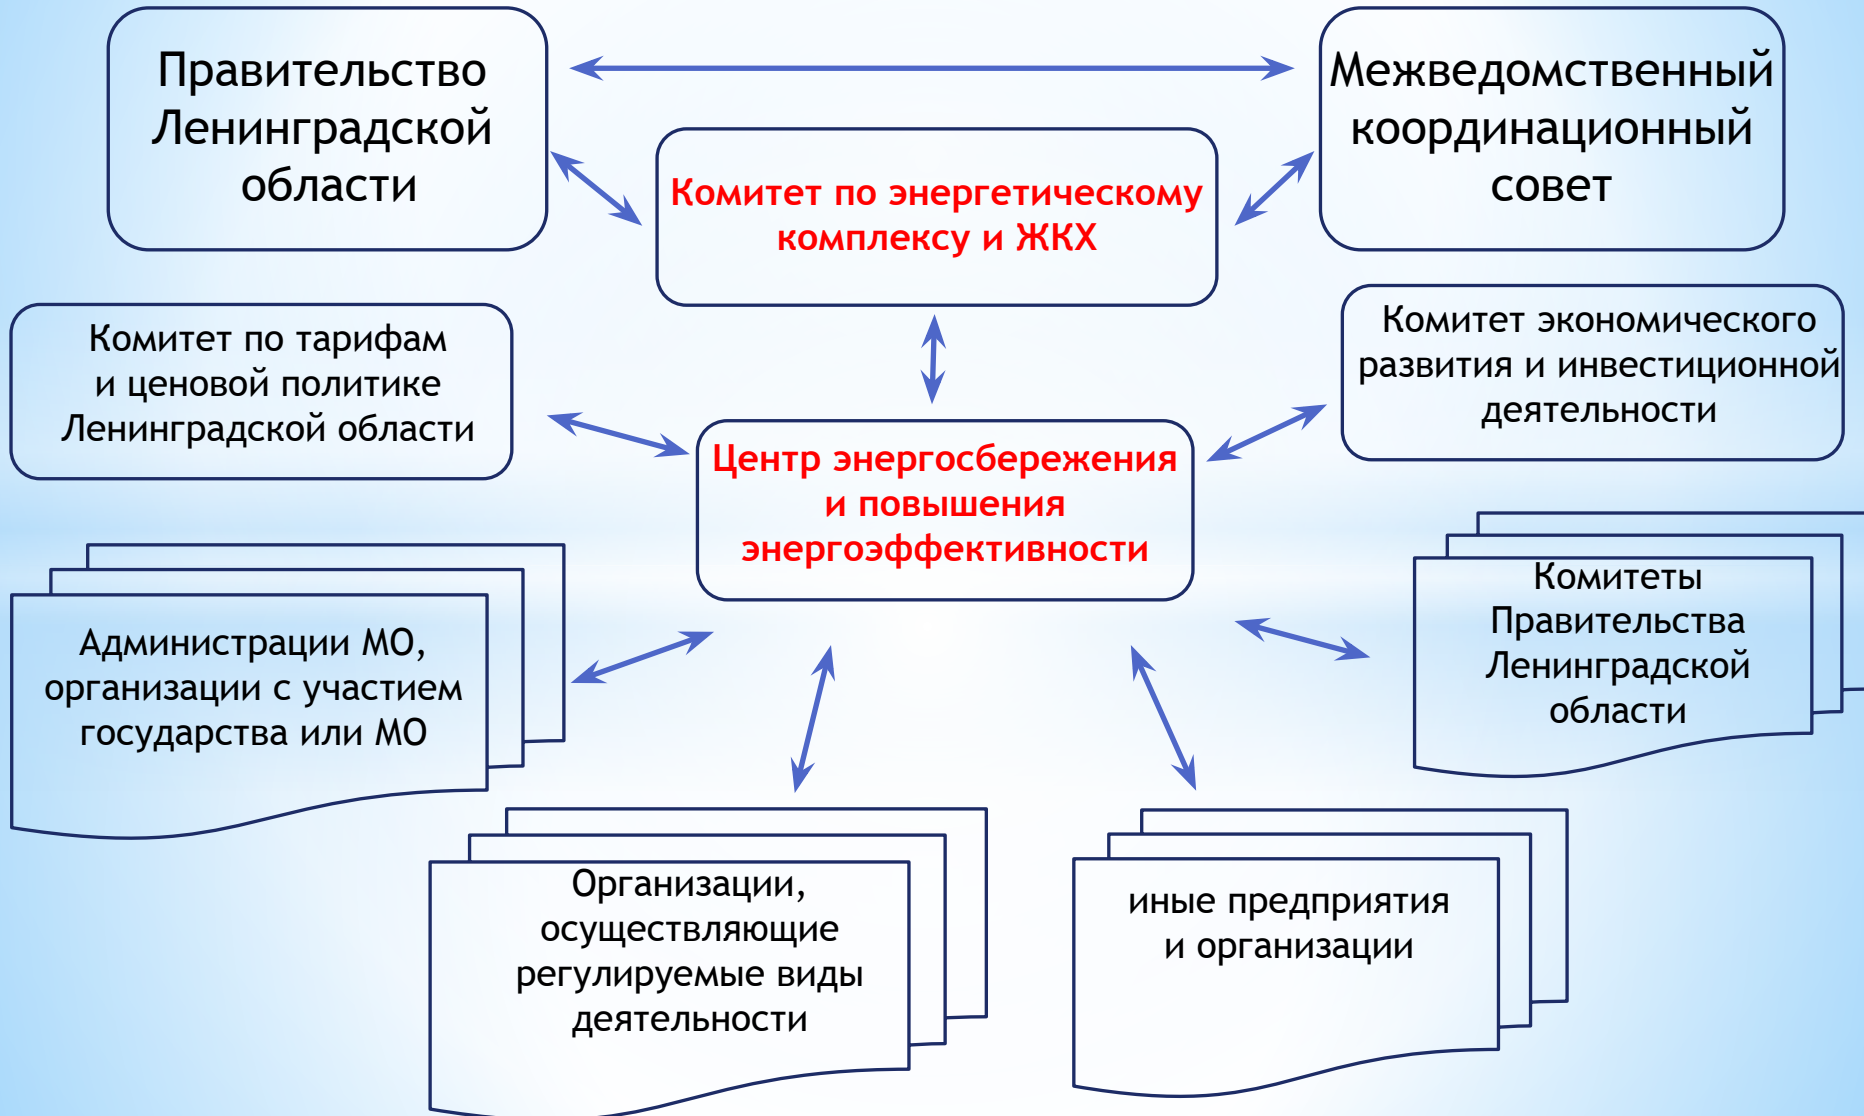 Правительство
Ленинградской
области
Межведомственный
координационный
совет
Комитет по энергетическому
комплексу и ЖКХ
Комитет по тарифам
и ценовой политике
Ленинградской области
Комитет экономического
развития и инвестиционной
деятельности
Центр энергосбережения
и повышения
энергоэффективности
Администрации МО,
организации с участием
государства или МО
Комитеты
Правительства
Ленинградской
области
Организации,
осуществляющие
регулируемые виды
деятельности
иные предприятия
и организации